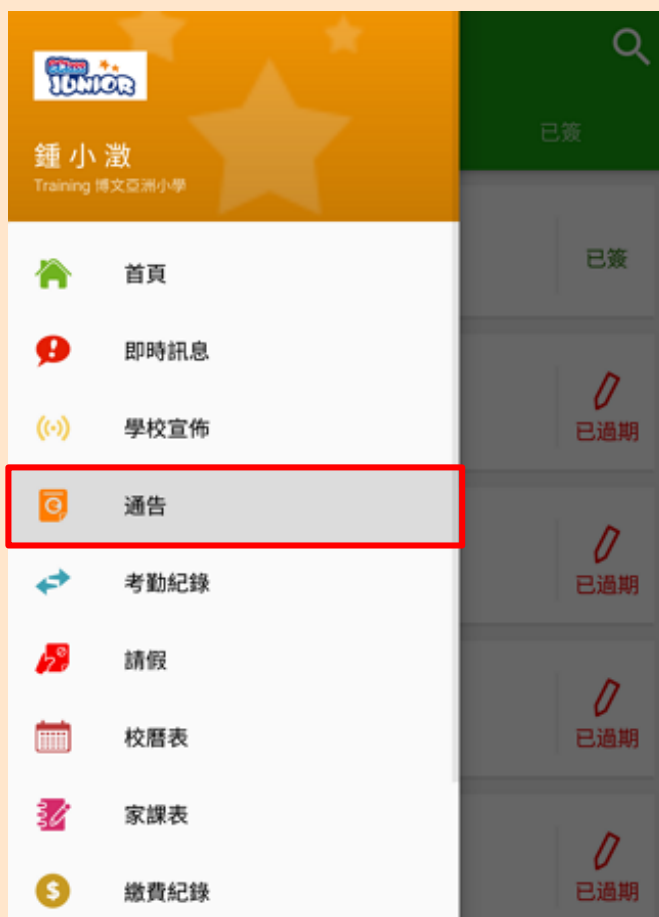 JUNIOR
鍾小澂
Training 博文亞洲小學
已簽
首頁
已簽
即時訊息
學校宣佈
已過期
通告
考勤紀錄
已過期
請假
校曆表
已過期
家課表
繳費紀錄
已過期